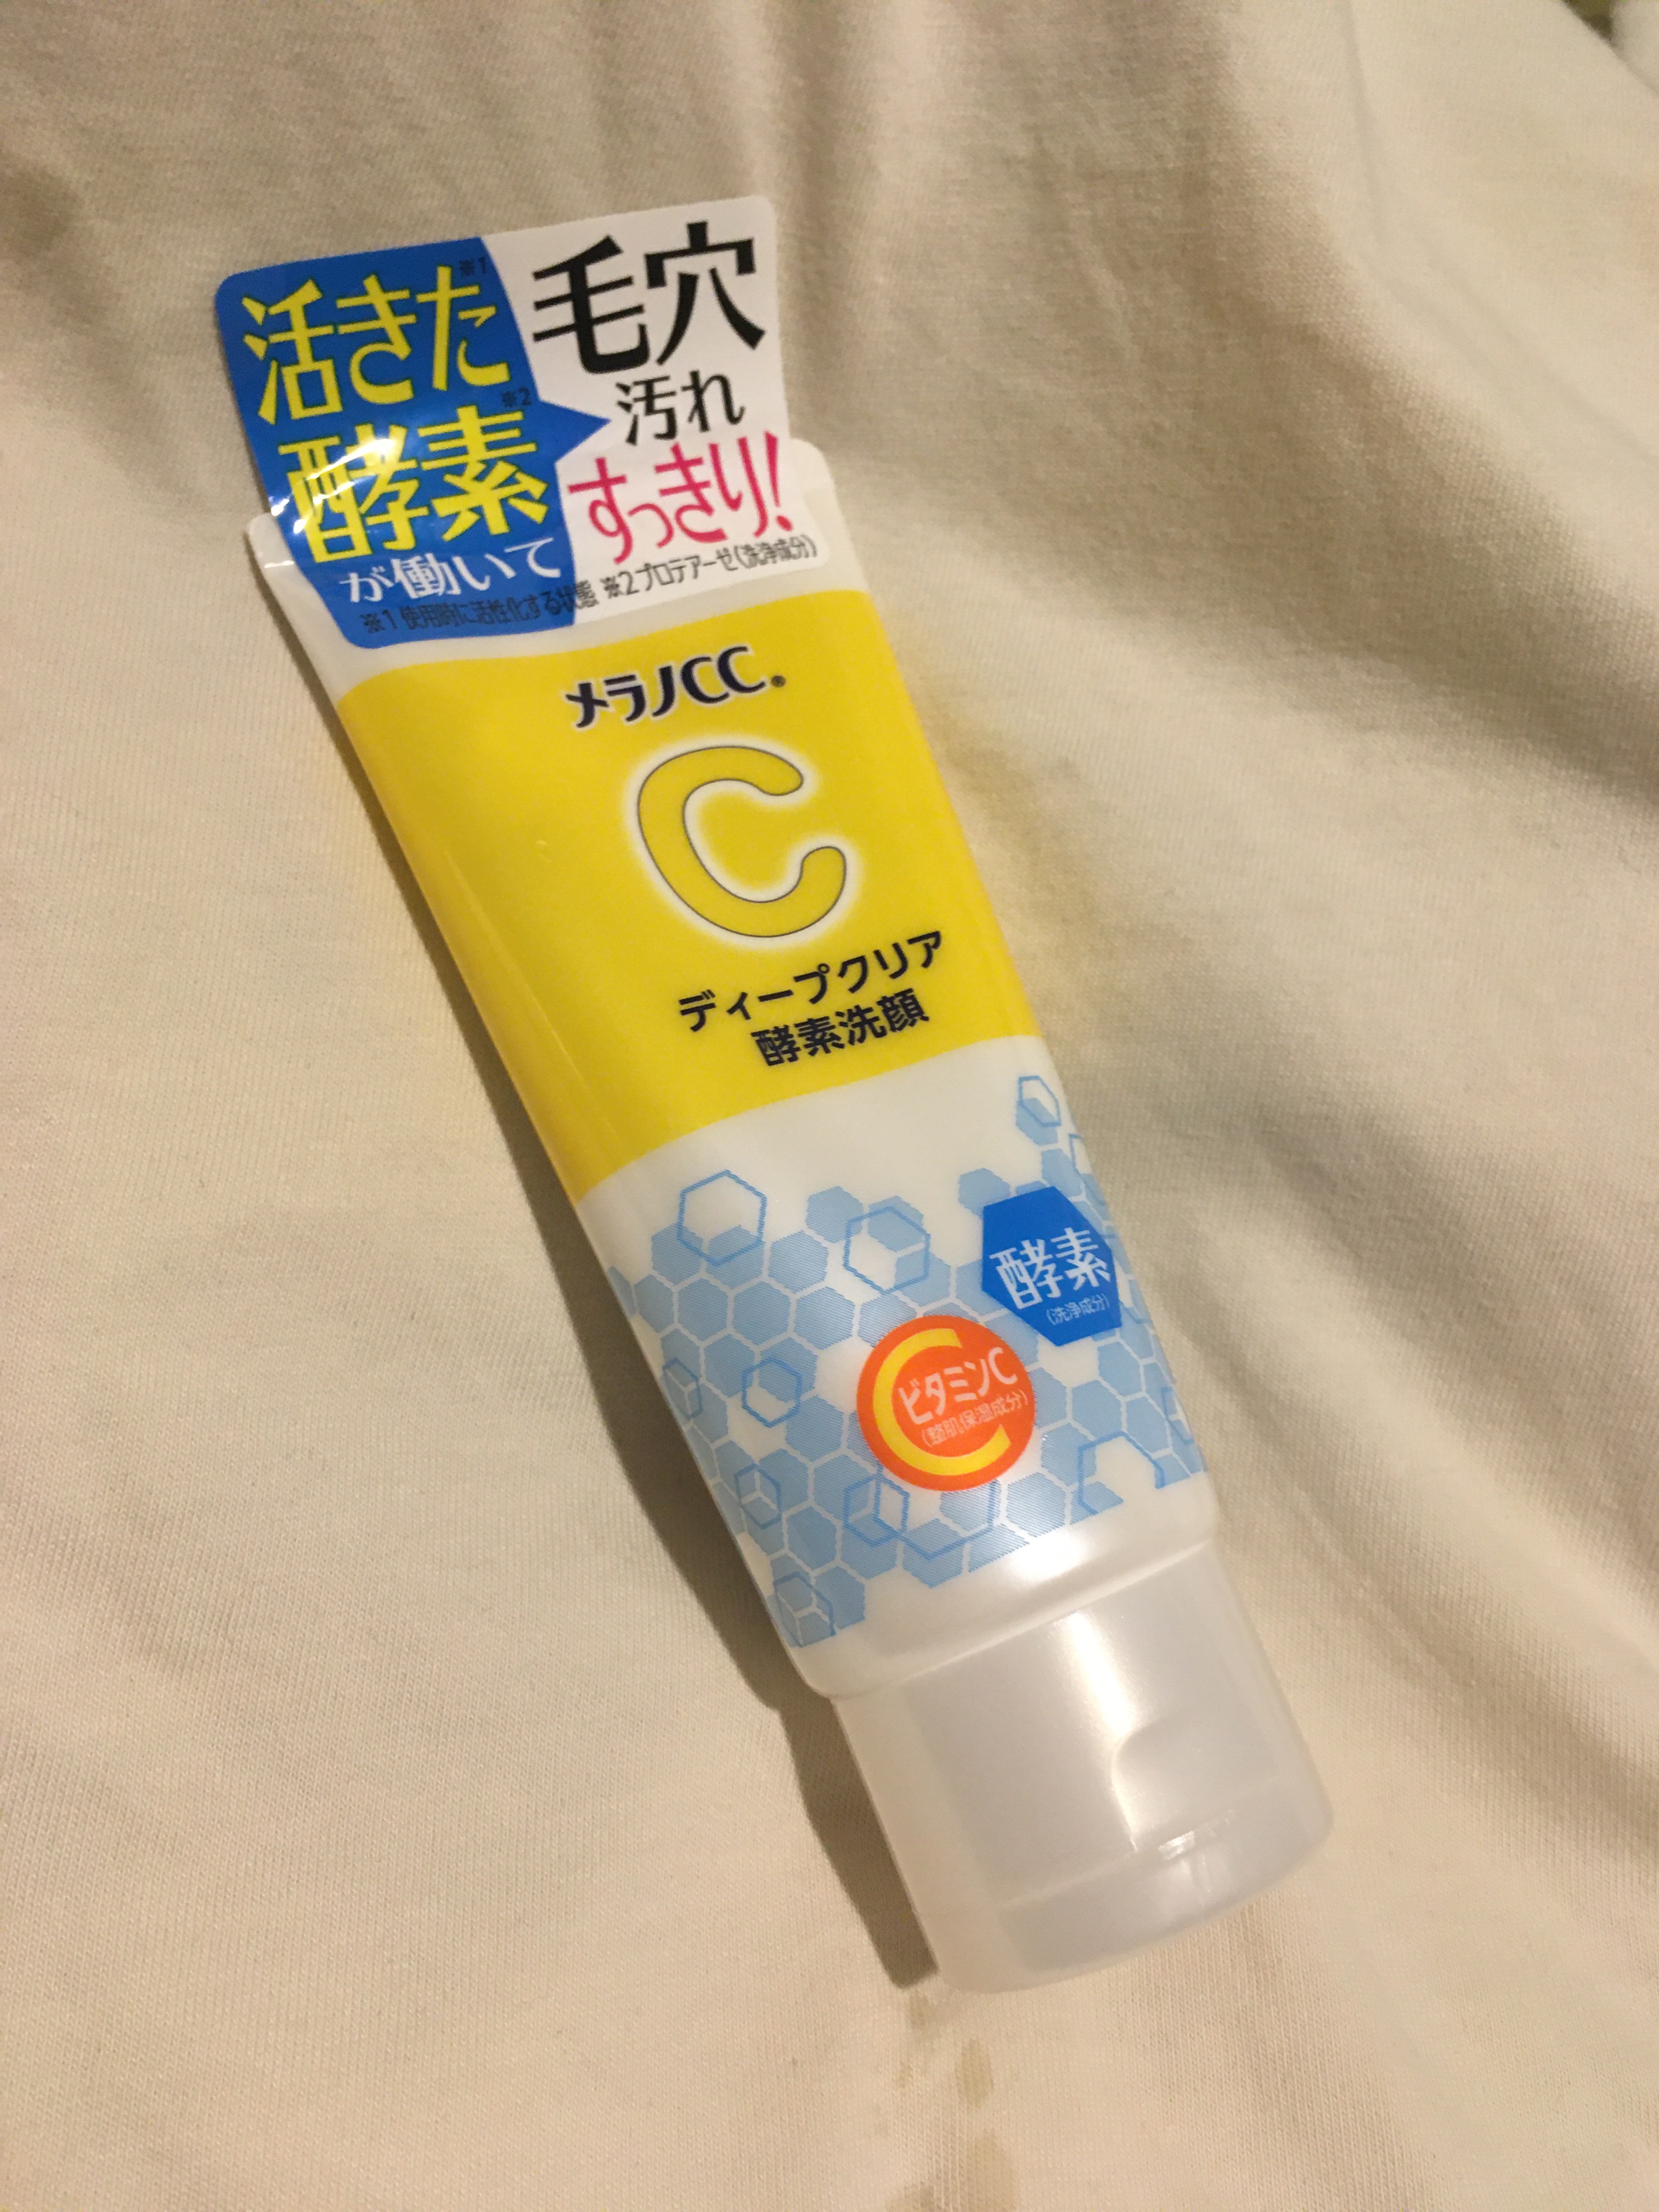 活きた※1
酵素※2
が働いて
毛穴
汚れ
すっきり!
※1 使用時に活性化する状態 ※2 プロテアーゼ(洗浄成分)
メラノCC®
C
ディープクリア
酵素洗顔
酵素
(洗浄成分)
C
ビタミンC
(整肌保湿成分)